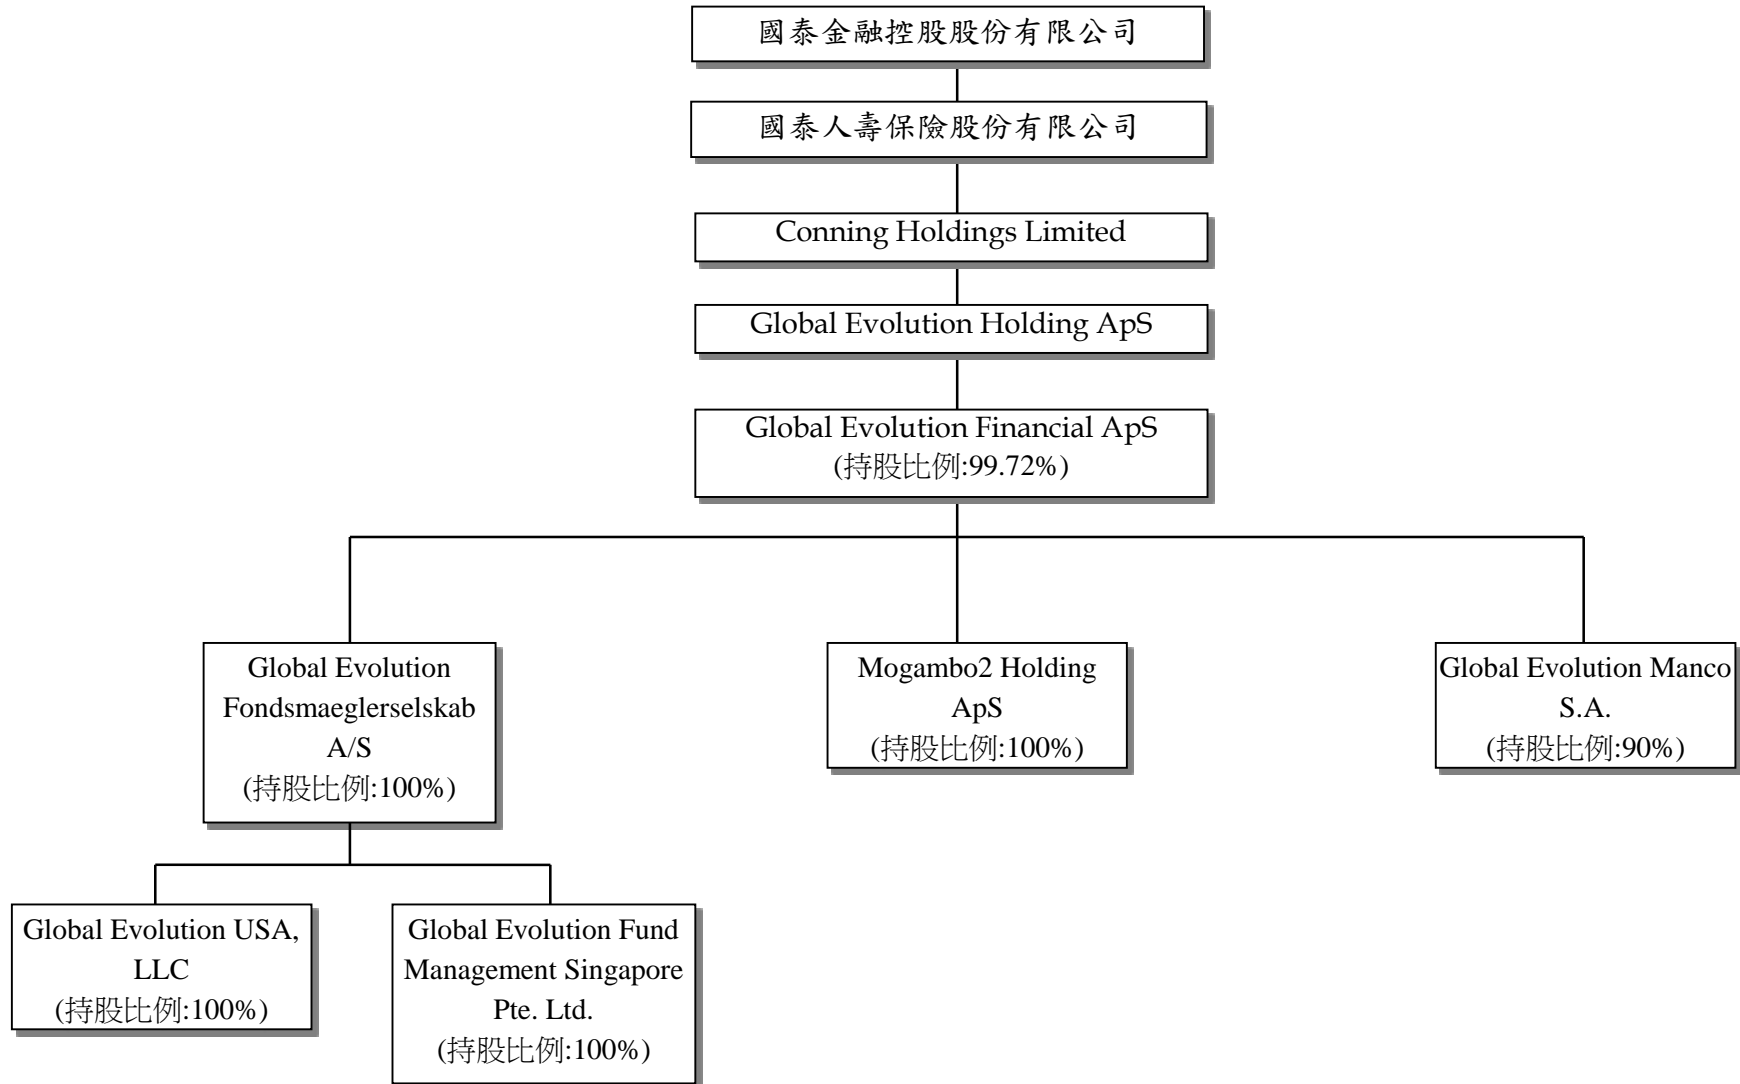 國泰金融控股股份有限公司
國泰人壽保險股份有限公司
Conning Holdings Limited
Global Evolution Holding ApS
Global Evolution Financial ApS
(持股比例:99.72%)
Global Evolution
Fondsmaeglerselskab
A/S
(持股比例:100%)
Mogambo2 Holding
ApS
(持股比例:100%)
Global Evolution Manco
S.A.
(持股比例:90%)
Global Evolution USA,
LLC
(持股比例:100%)
Global Evolution Fund
Management Singapore
Pte. Ltd.
(持股比例:100%)